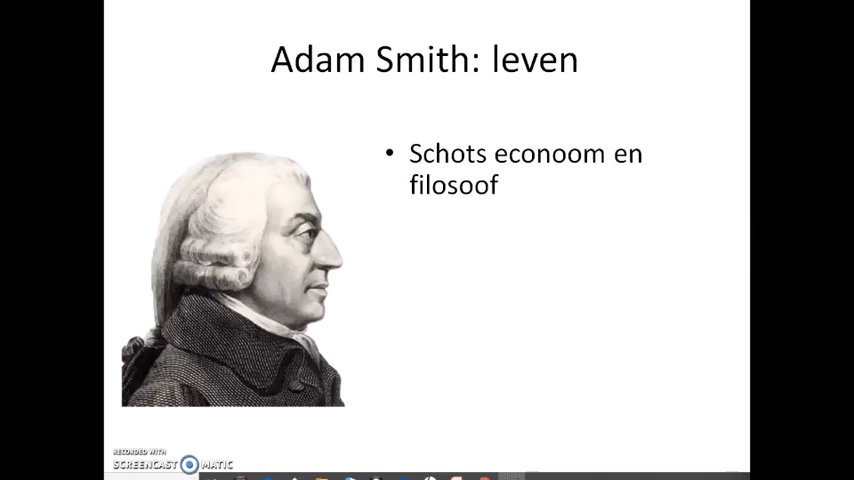 Adam Smith: leven
• Schots econoom en
filosoof
RECORDED WITH
SCREENCAST MATIC